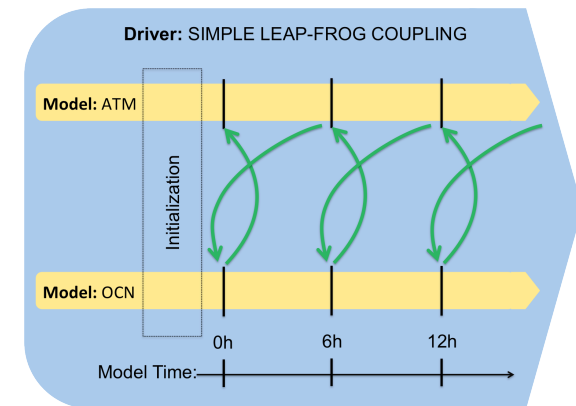 Driver: SIMPLE LEAP-FROG COUPLING
Model: ATM
Initialization
Model: OCN
0h 6h 12h
Model Time: